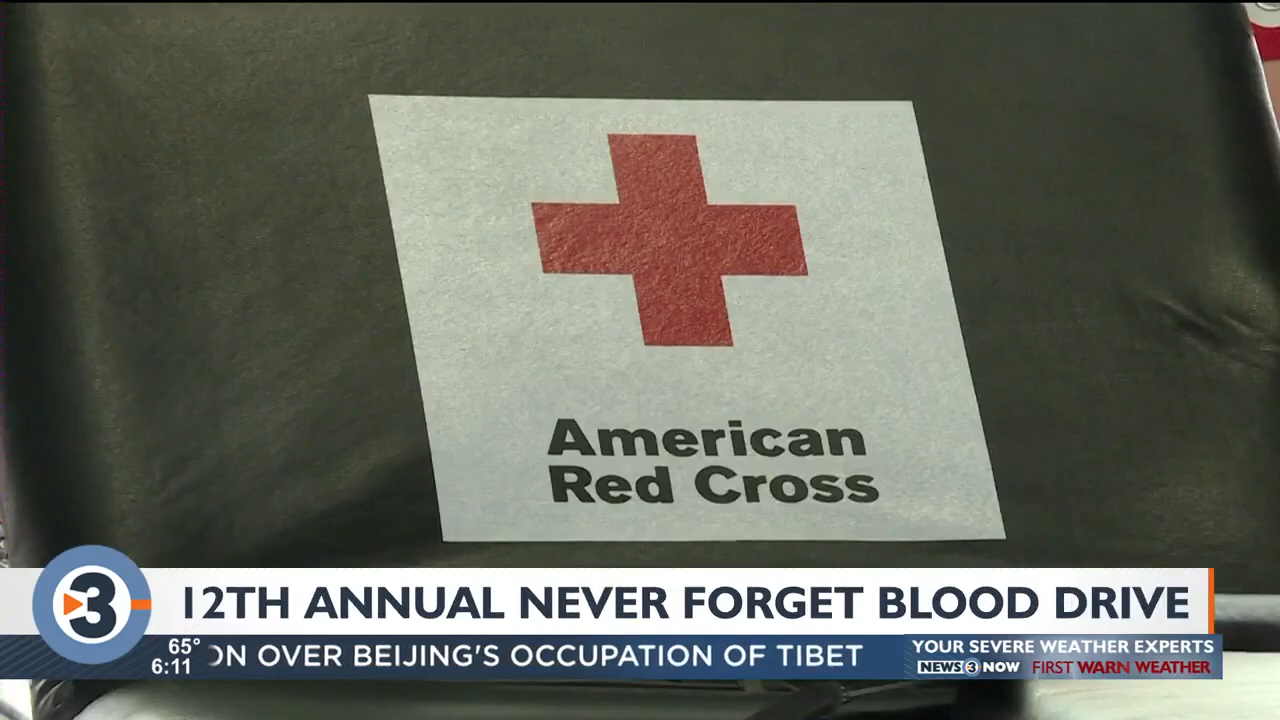 American
Red Cross
3
12TH ANNUAL NEVER FORGET BLOOD DRIVE
65°
6:11
ON OVER BEIJING'S OCCUPATION OF TIBET
YOUR SEVERE WEATHER EXPERTS
NEWS 3 NOW FIRST WARN WEATHER